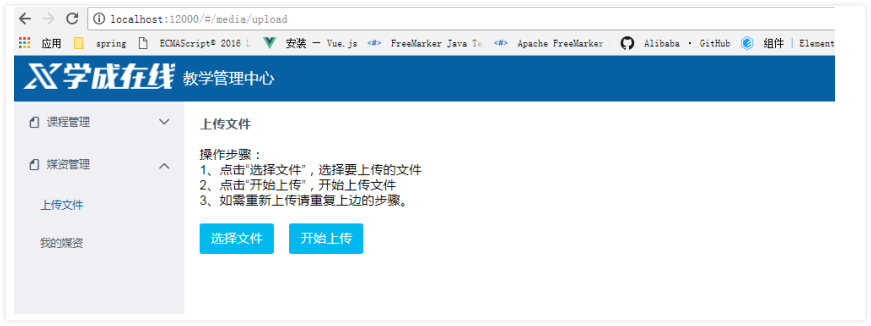 localhost:12000/#/media/upload
应用 spring ECMAScript® 2016 安装 — Vue.js FreeMarker Java Te Apache FreeMarker Alibaba · GitHub 组件 | Element
学成在线 教学管理中心
课程管理
媒资管理
上传文件
我的媒资
上传文件
操作步骤：
1、点击“选择文件”，选择要上传的文件
2、点击“开始上传”，开始上传文件
3、如需重新上传请重复上边的步骤。
选择文件 开始上传